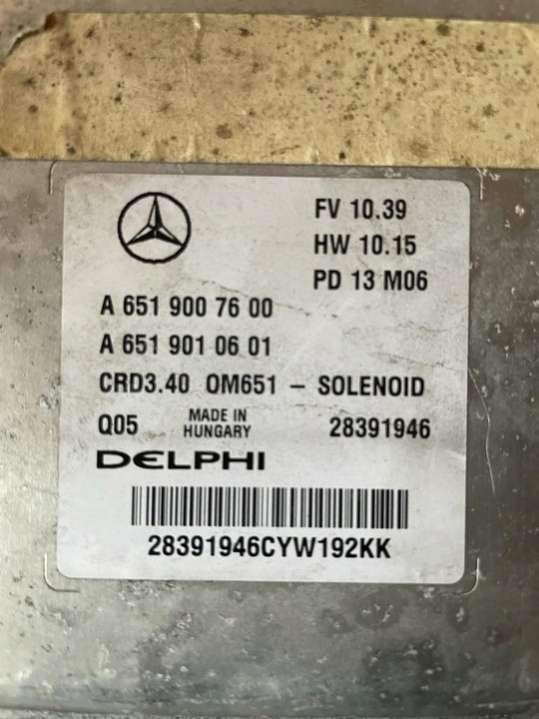 FV 10.39
HW 10.15
PD 13 M06
A 651 900 76 00
A 651 901 06 01
CRD3.40 OM651 – SOLENOID
Q05 MADE IN HUNGARY 28391946
DELPHI
28391946CYW192KK